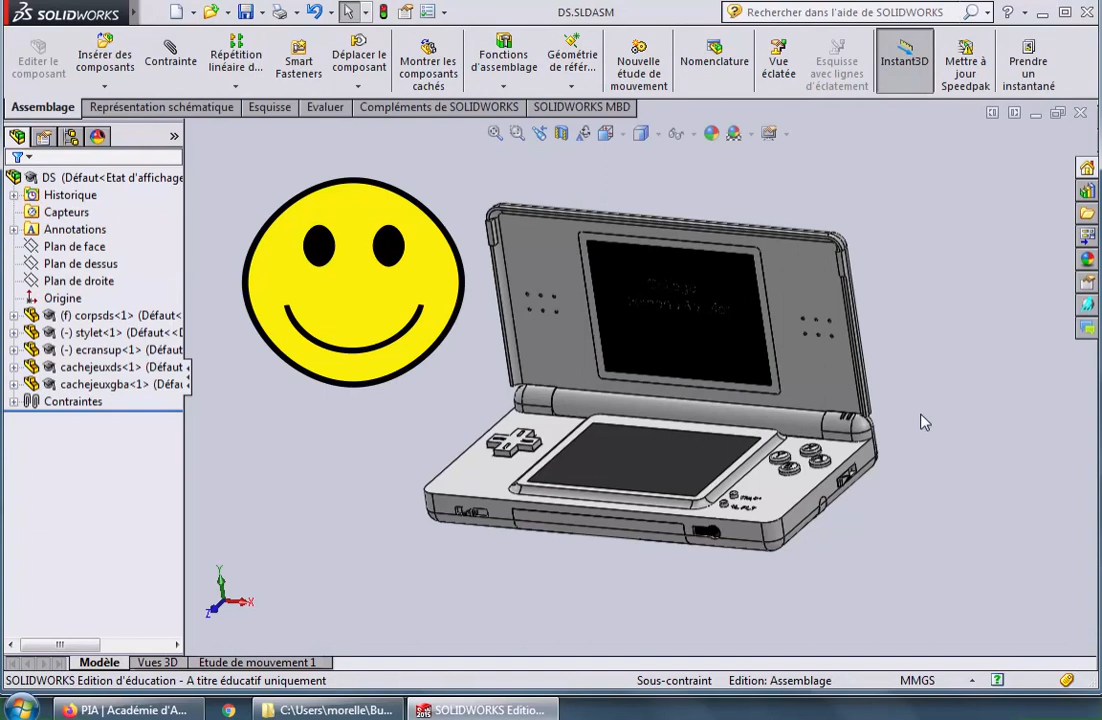 SOLIDWORKS
DS.SLDASM
Rechercher dans l'aide de SOLIDWORKS
Editer le composant
Insérer des composants
Contrainte
Répétition linéaire d...
Smart Fasteners
Déplacer le composant
Montrer les composants cachés
Fonctions d'assemblage
Géométrie de référ...
Nouvelle étude de mouvement
Nomenclature
Vue éclatée
Esquisse avec lignes d'éclatement
Instant3D
Mettre à jour Speedpak
Prendre un instantané
Assemblage Représentation schématique Esquisse Evaluer Compléments de SOLIDWORKS SOLIDWORKS MBD
DS (Défaut<Etat d'affichage
Historique
Capteurs
Annotations
Plan de face
Plan de dessus
Plan de droite
Origine
(f) corpsds<1> (Défaut<
(-) stylet<1> (Défaut<<D
(-) ecransup<1> (Défaut
cachejeuxds<1> (Défaut
cachejeuxgba<1> (Défau
Contraintes
Y
X
Z
Modèle Vues 3D Etude de mouvement 1
SOLIDWORKS Edition d'éducation - A titre éducatif uniquement Sous-contraint Edition: Assemblage MMGS
PIA | Académie d'A... C:\Users\morelle\Bu... SOLIDWORKS Editio...